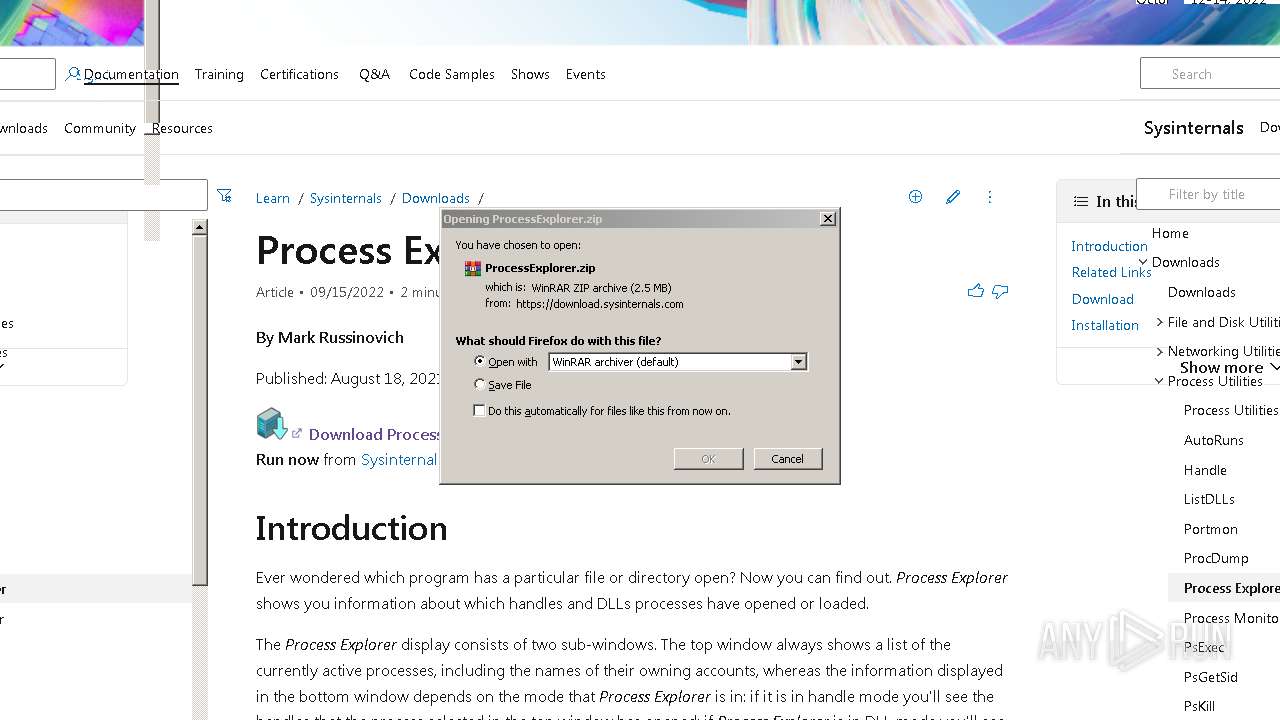 Documentation Training Certifications Q&A Code Samples Shows Events
Search
Community Resources
Sysinternals
Learn / Sysinternals / Downloads /
In this
Filter by title
Process Ex
Article • 09/15/2022 • 2 minu
By Mark Russinovich
Published: August 18, 2021
Download Process
Run now from Sysinternal
Opening ProcessExplorer.zip
You have chosen to open:
ProcessExplorer.zip
which is: WinRAR ZIP archive (2.5 MB)
from: https://download.sysinternals.com
What should Firefox do with this file?
Open with WinRAR archiver (default)
Save File
Do this automatically for files like this from now on.
OK Cancel
Introduction
Related Links
Download
Installation
Show more
Home
Downloads
Downloads
File and Disk Utiliti
Networking Utilitie
Process Utilities
Process Utilities
AutoRuns
Handle
ListDLLs
Portmon
ProcDump
Process Explore
Process Monito
PsExec
PsGetSid
PsKill
Introduction
Ever wondered which program has a particular file or directory open? Now you can find out. Process Explorer
shows you information about which handles and DLLs processes have opened or loaded.
The Process Explorer display consists of two sub-windows. The top window always shows a list of the
currently active processes, including the names of their owning accounts, whereas the information displayed
in the bottom window depends on the mode that Process Explorer is in: if it is in handle mode you'll see the
ANY RUN